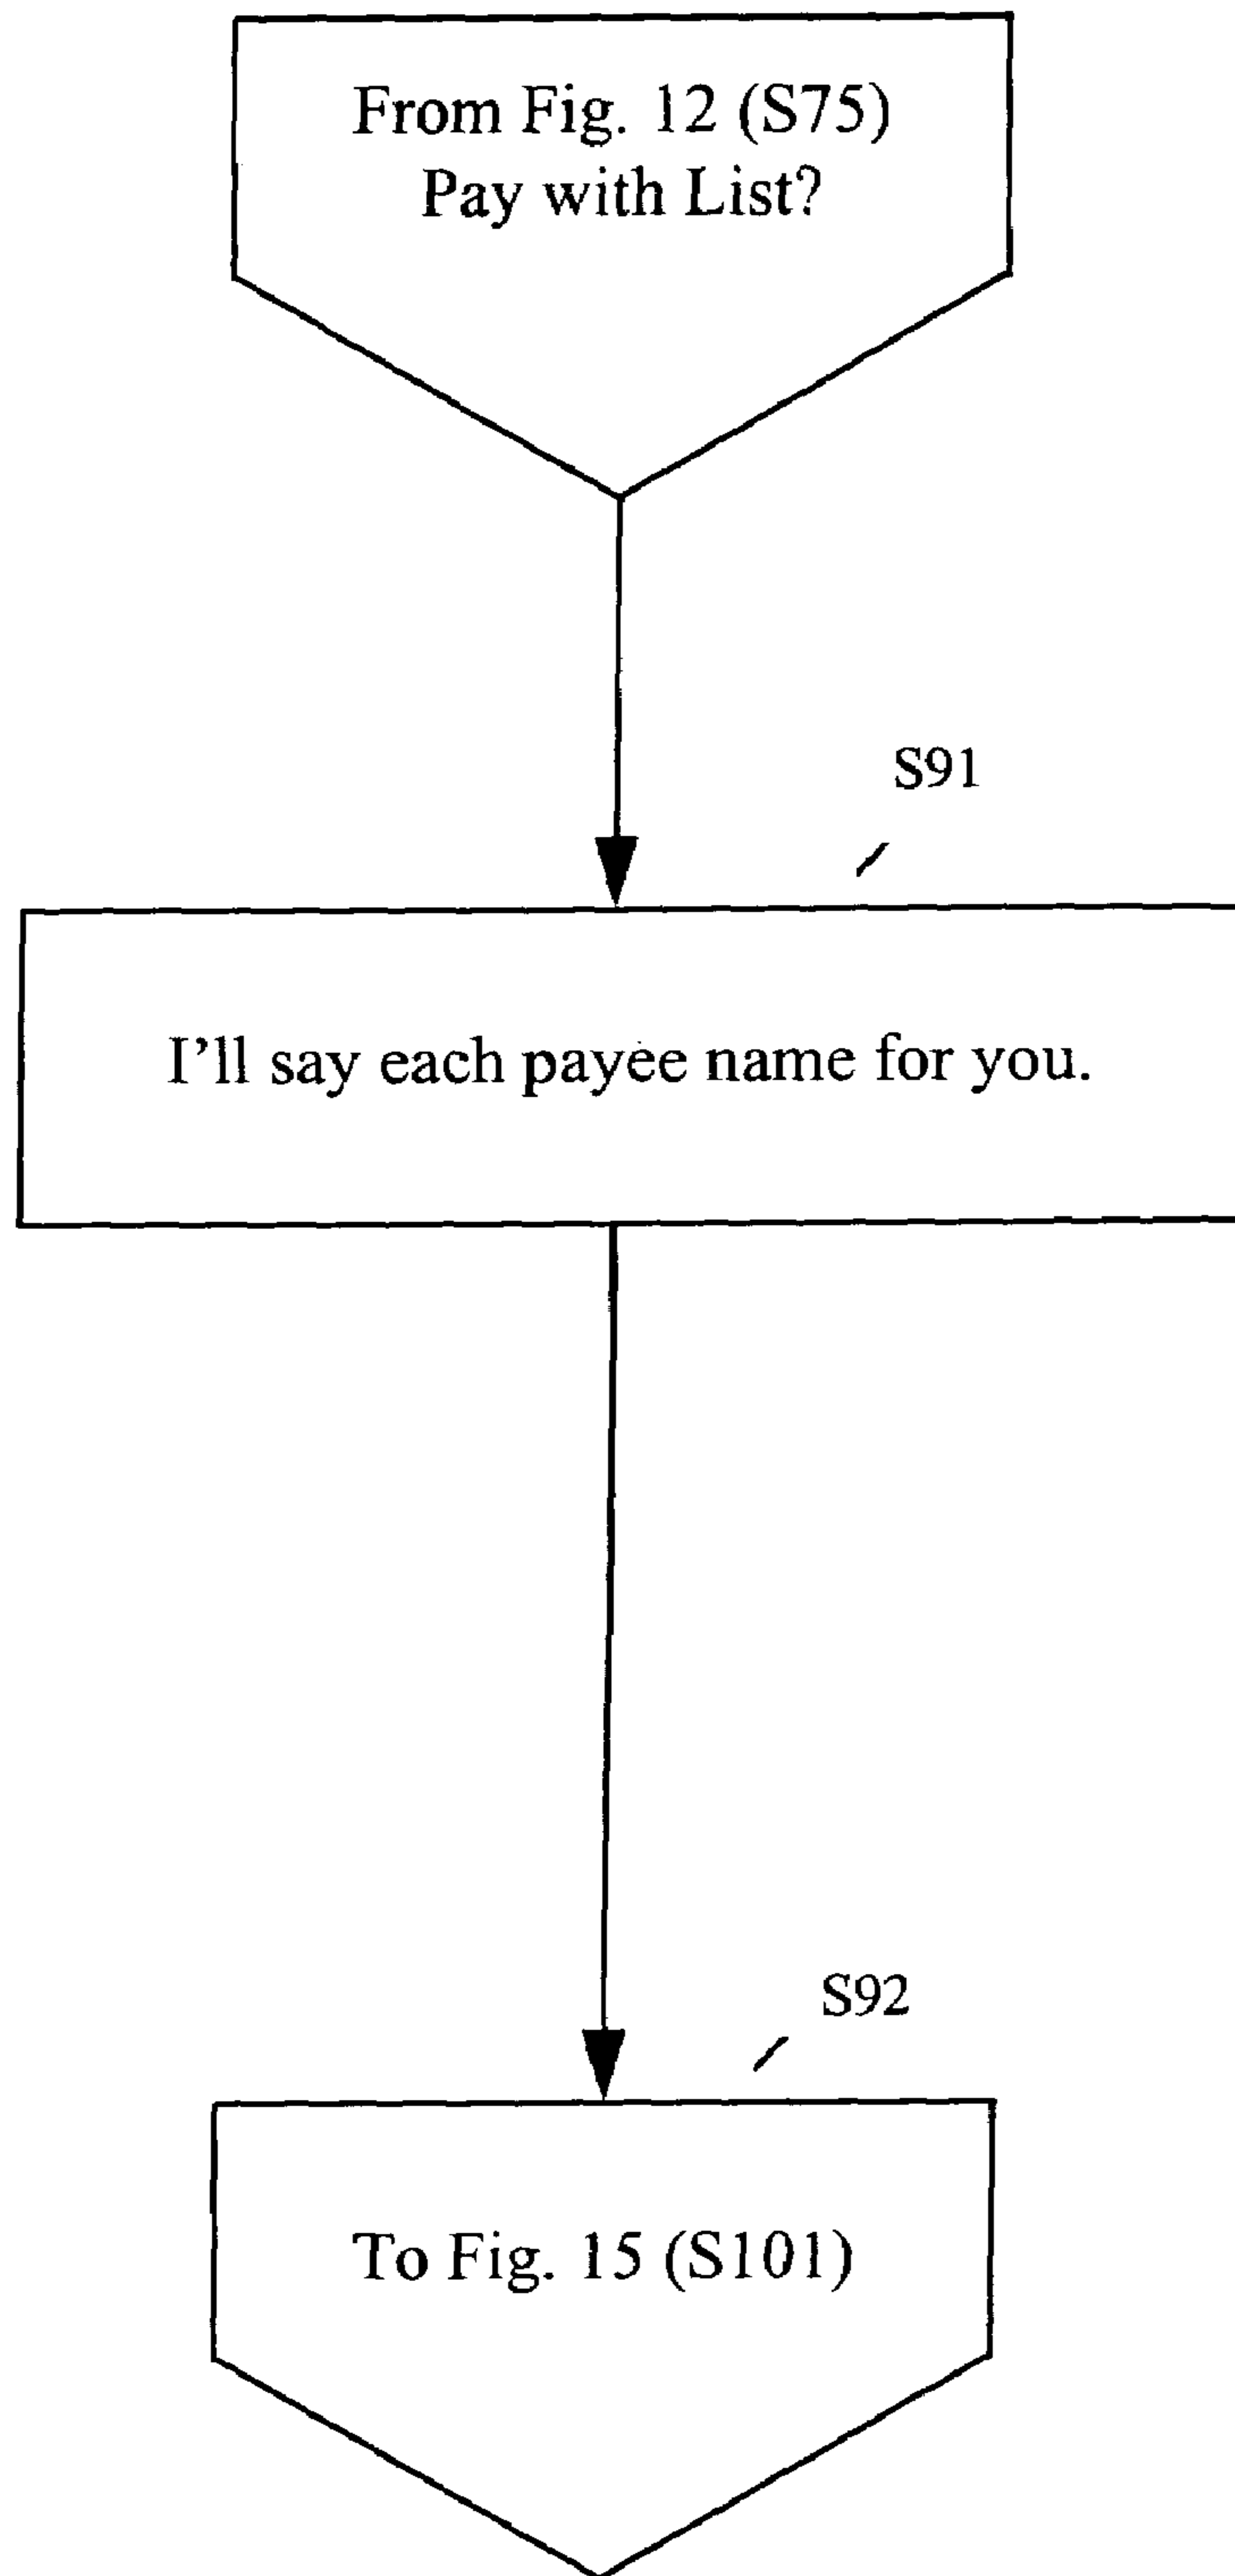 From Fig. 12 (S75)
Pay with List?
S91
I’ll say each payee name for you.
S92
To Fig. 15 (S101)